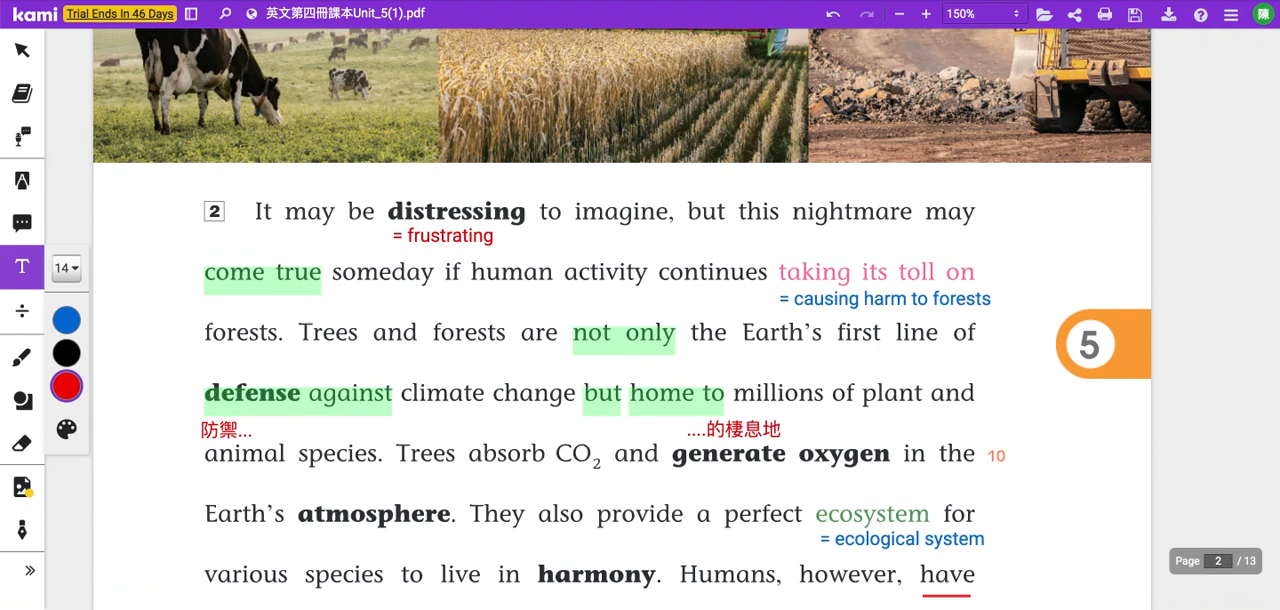 kami Trial Ends In 46 Days 英文第四冊課本Unit_5(1).pdf 150% 陳
2 It may be distressing to imagine, but this nightmare may
= frustrating
come true someday if human activity continues taking its toll on
= causing harm to forests
forests. Trees and forests are not only the Earth's first line of
5
defense against climate change but home to millions of plant and
防禦... ....的棲息地
animal species. Trees absorb CO₂ and generate oxygen in the 10
Earth's atmosphere. They also provide a perfect ecosystem for
= ecological system
various species to live in harmony. Humans, however, have
T 14
Page 2 / 13